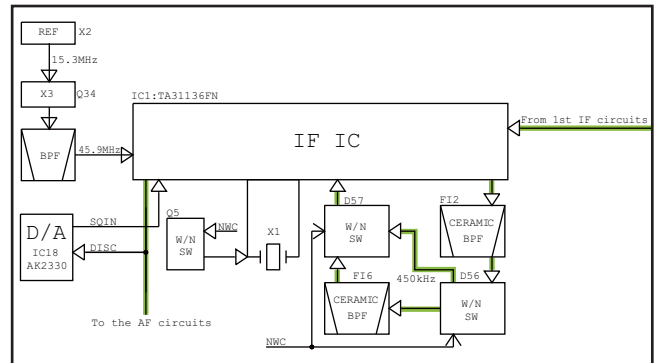 REF X2
15.3MHz
X3 Q34
BPF
45.9MHz
IC1:TA31136FN
IF IC
From 1st IF circuits
D/A
IC18
AK2330
SQIN
DISC
Q5
W/N
SW
NWC
X1
D57
W/N
SW
FI2
CERAMIC
BPF
450kHz
FI6
CERAMIC
BPF
D56
W/N
SW
To the AF circuits
NWC